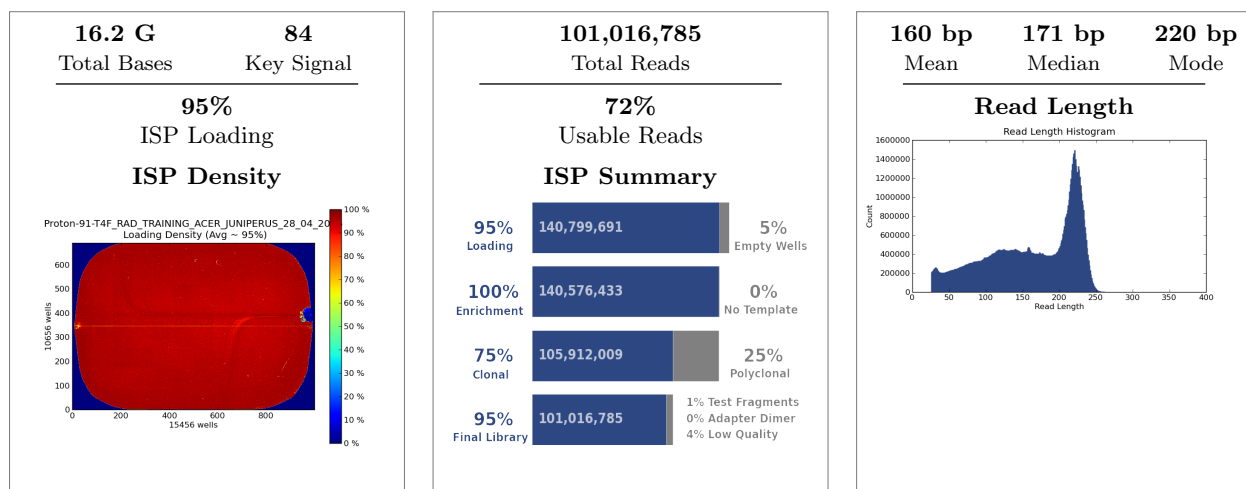 16.2 G 84
Total Bases Key Signal
95%
ISP Loading
ISP Density
Proton-91-T4F_RAD_TRAINING_ACER_JUNIPERUS_28_04_20
Loading Density (Avg ~ 95%)
100 %
90 %
80 %
70 %
60 %
50 %
40 %
30 %
20 %
10 %
0 %
600
500
400
300
200
100
0
10656 wells
0 200 400 600 800
15456 wells
101,016,785
Total Reads
72%
Usable Reads
ISP Summary
95% 140,799,691 5%
Loading Empty Wells
100% 140,576,433 0%
Enrichment No Template
75% 105,912,009 25%
Clonal Polyclonal
95% 101,016,785
Final Library
1% Test Fragments
0% Adapter Dimer
4% Low Quality
160 bp 171 bp 220 bp
Mean Median Mode
Read Length
Read Length Histogram
1600000
1400000
1200000
1000000
800000
600000
400000
200000
0
Count
0 50 100 150 200 250 300 350 400
Read Length